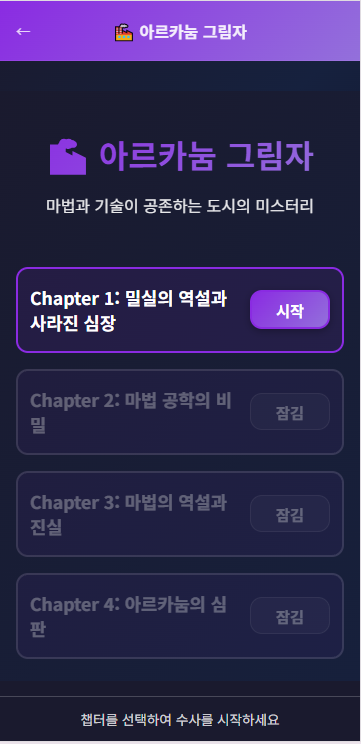 ← 아르카눔 그림자
아르카눔 그림자
마법과 기술이 공존하는 도시의 미스터리
Chapter 1: 밀실의 역설과
사라진 심장
시작
Chapter 2: 마법 공학의 비
밀
잠김
Chapter 3: 마법의 역설과
진실
잠김
Chapter 4: 아르카눔의 심
판
잠김
챕터를 선택하여 수사를 시작하세요